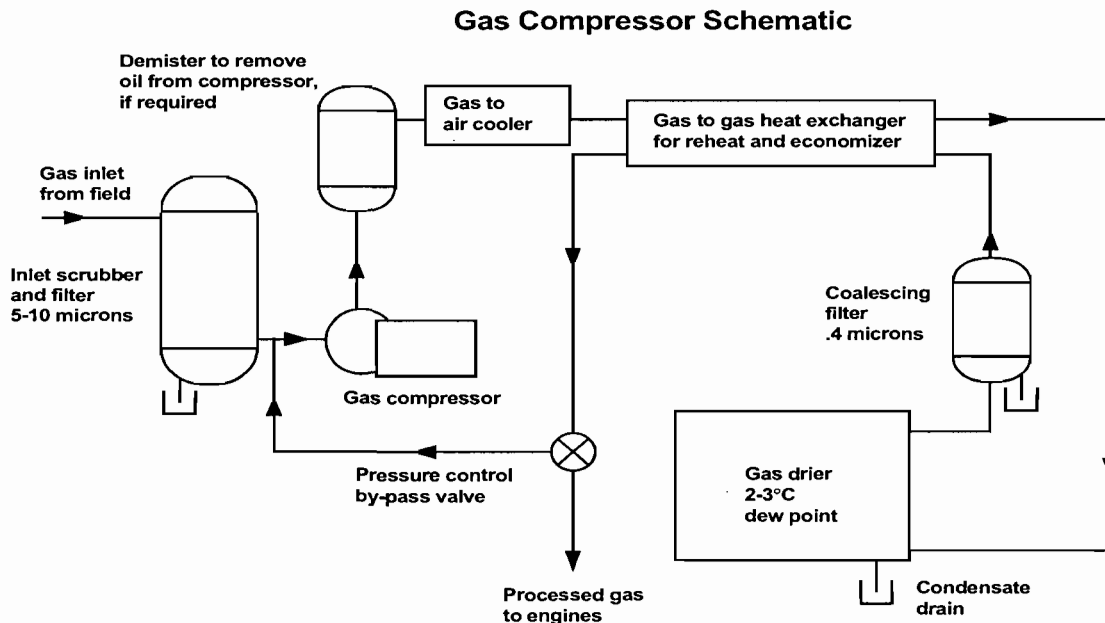 Gas Compressor Schematic
Demister to remove
oil from compressor,
if required
Gas to
air cooler
Gas to gas heat exchanger
for reheat and economizer
Gas inlet
from field
Inlet scrubber
and filter
5-10 microns
Coalescing
filter
.4 microns
Gas compressor
Pressure control
by-pass valve
Gas drier
2-3°C
dew point
Processed gas
to engines
Condensate
drain